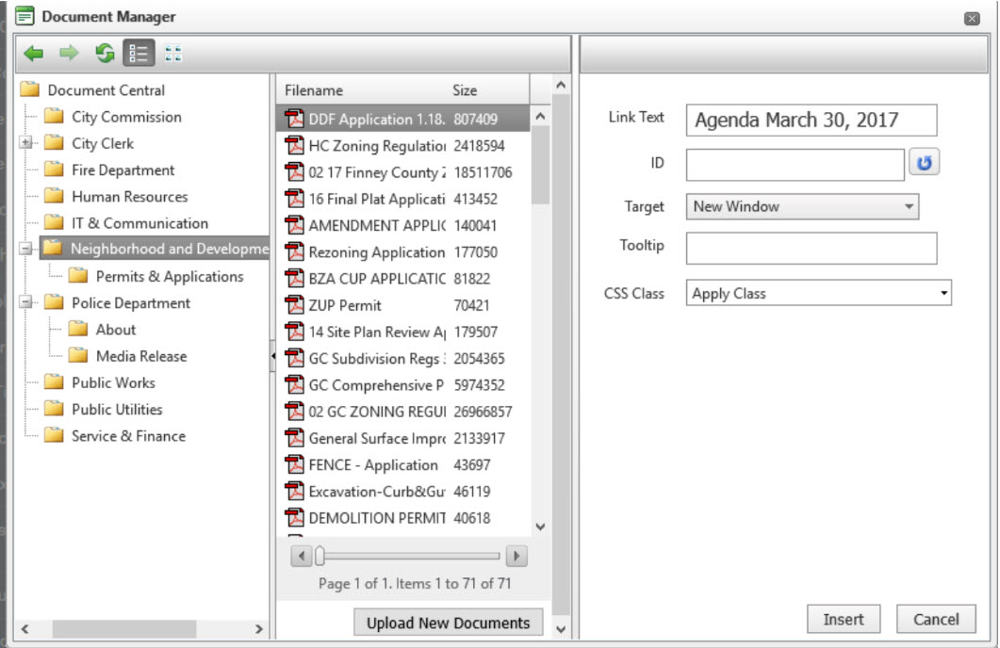 Document Manager
Document Central
City Commission
City Clerk
Fire Department
Human Resources
IT & Communication
Neighborhood and Developme
Permits & Applications
Police Department
About
Media Release
Public Works
Public Utilities
Service & Finance
Filename Size
DDF Application 1.18. 807409
HC Zoning Regulation 2418594
02 17 Finney County 18511706
16 Final Plat Applicati 413452
AMENDMENT APPLIC 140041
Rezoning Application 177050
BZA CUP APPLICATIC 81822
ZUP Permit 70421
14 Site Plan Review A 179507
GC Subdivision Regs 2054365
GC Comprehensive P 5974352
02 GC ZONING REGUI 26966857
General Surface Impro 2133917
FENCE - Application 43697
Excavation-Curb&Gu 46119
DEMOLITION PERMIT 40618
Page 1 of 1. Items 1 to 71 of 71
Upload New Documents
Link Text Agenda March 30, 2017
ID
Target New Window
Tooltip
CSS Class Apply Class
Insert Cancel